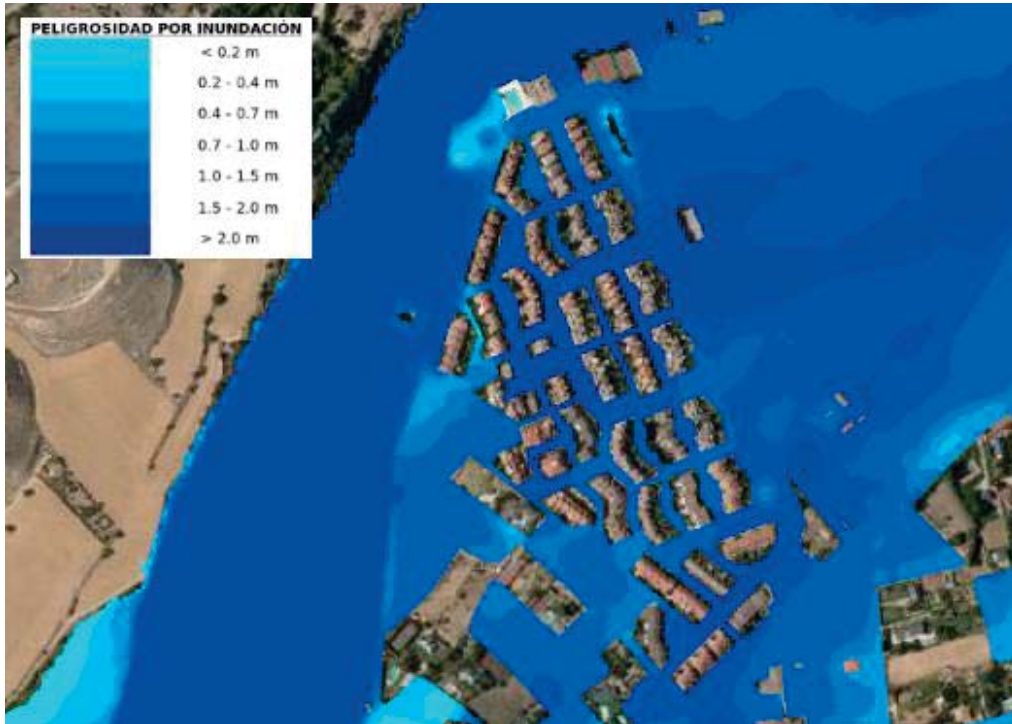 PELIGROSIDAD POR INUNDACIÓN
< 0.2 m
0.2 - 0.4 m
0.4 - 0.7 m
0.7 - 1.0 m
1.0 - 1.5 m
1.5 - 2.0 m
> 2.0 m